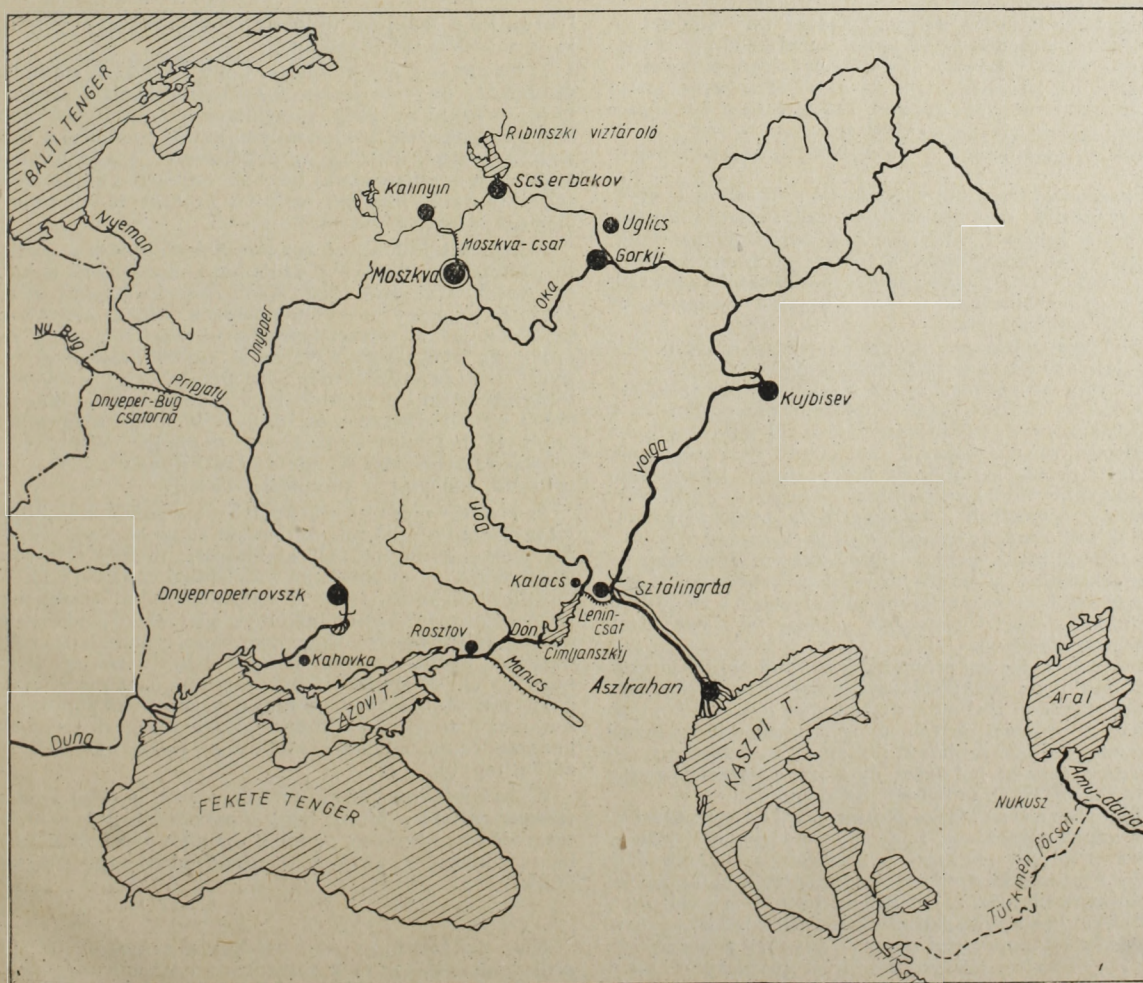 BALTI TENGER
Ribinszki víztároló
Scserbakov
Kalinyin
Uglics
Moszkva-csat
Gorkij
Moszkva
Nyeman
Oka
Dnyeper
Ny. Bug
Pripjaty
Dnyeper-Bug
csatorna
Kujbisev
Volga
Don
Kalacs
Sztálingrád
Lenin-
csat
Dnyepropetrovszk
Rosztov
Don
Cimljanszkij
Kahovka
Manics
AZOVI T.
Asztrahan
Duna
KASZPI T.
Aral
FEKETE TENGER
Nukusz
Amu-darja
Türkmén főcsat.